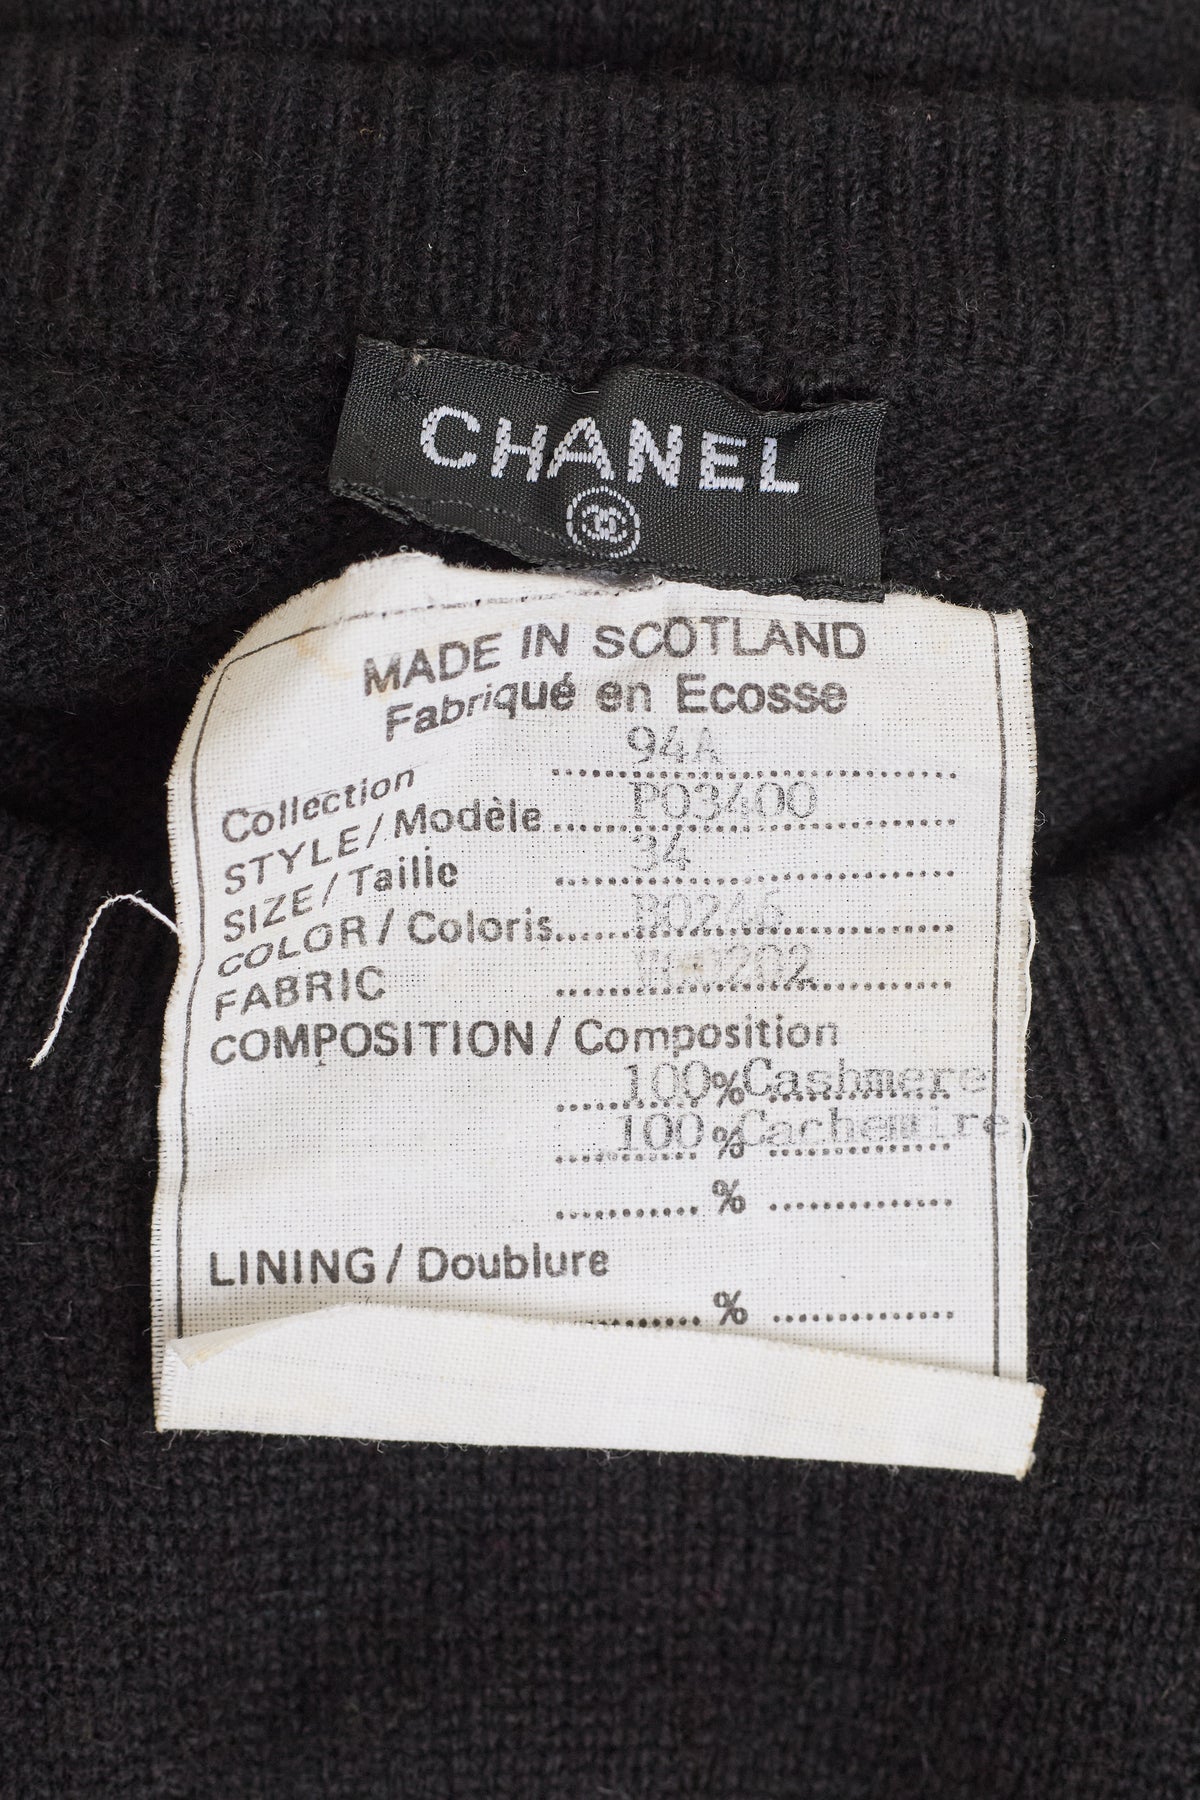 CHANEL
MADE IN SCOTLAND
Fabriqué en Ecosse
Collection 94A
STYLE / Modèle P03400
SIZE / Taille 34
COLOR / Coloris B0246
FABRIC
COMPOSITION / Composition
100% Cashmere
100 % Cachemire
%
LINING / Doublure
%